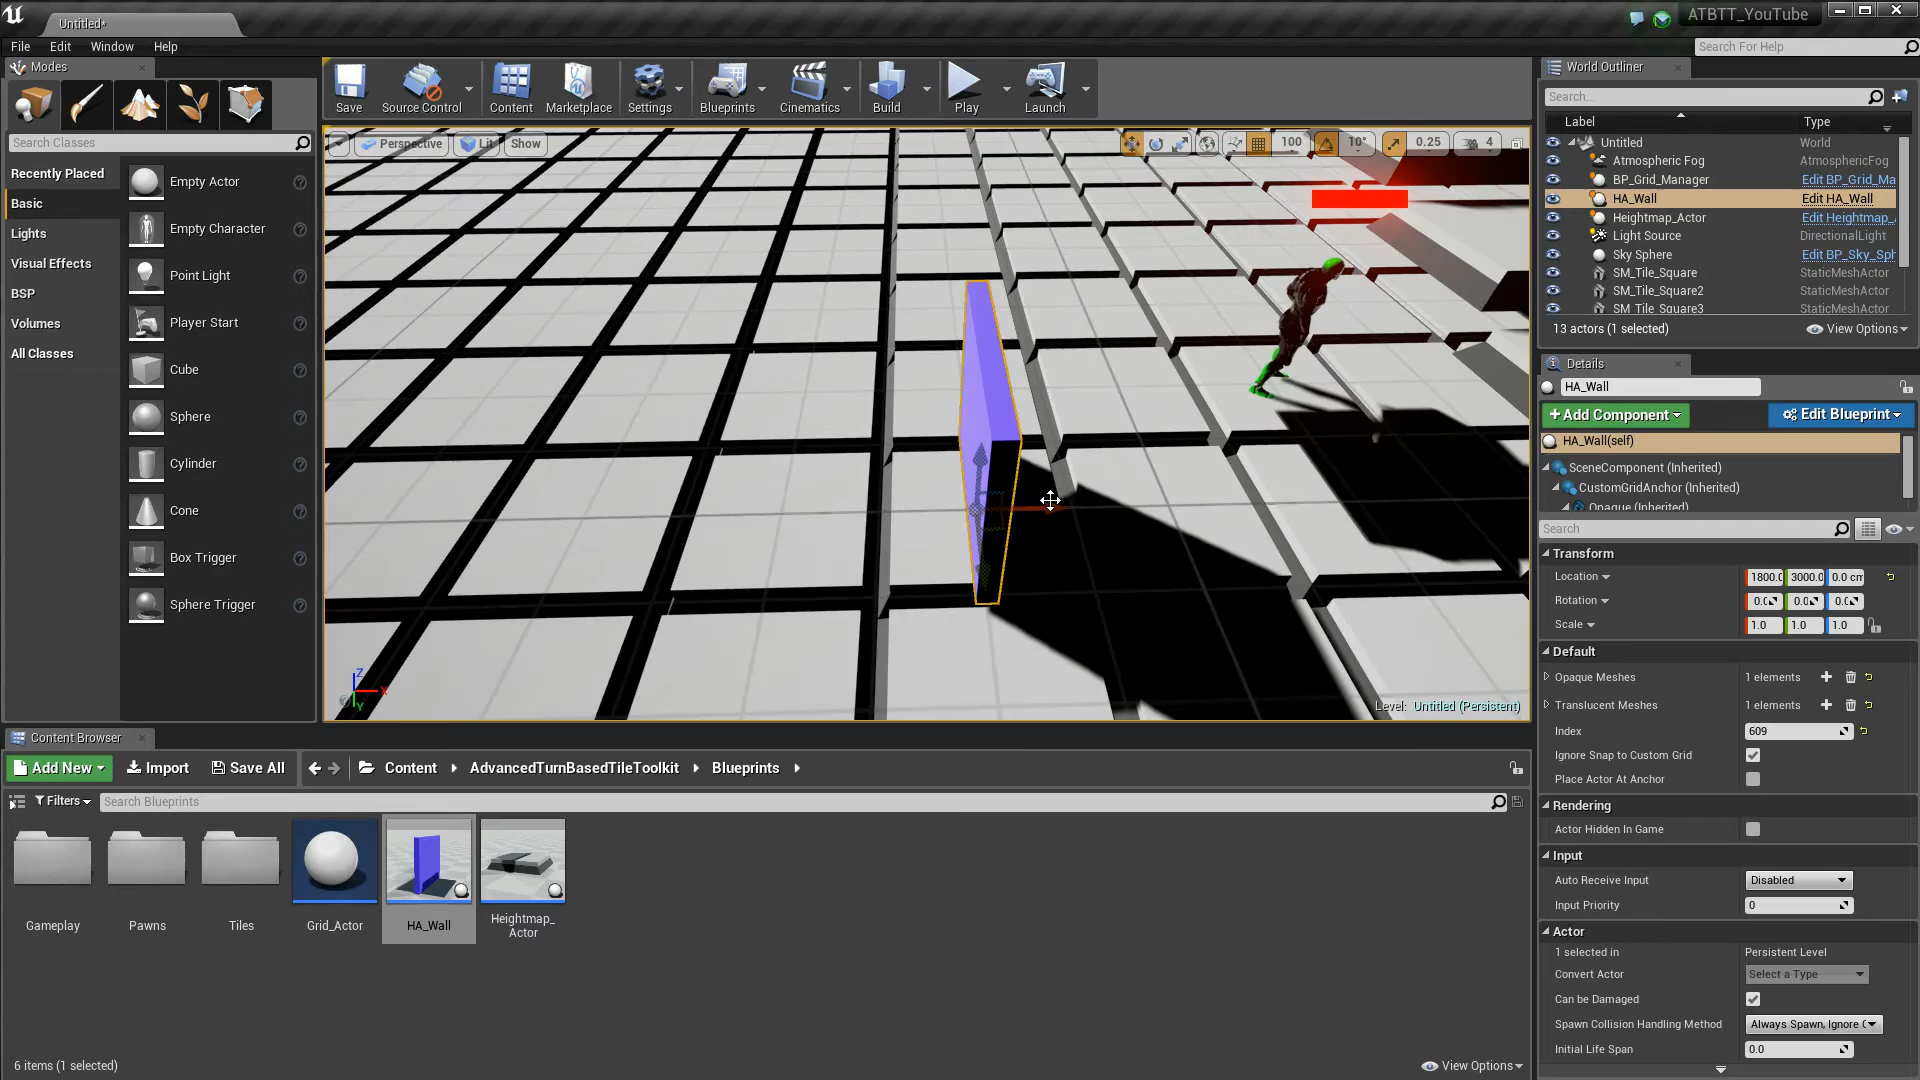 Untitled*
ATBTT_YouTube
File Edit Window Help
Search For Help
Modes
Search Classes
Recently Placed
Basic
Lights
Visual Effects
BSP
Volumes
All Classes
Empty Actor
Empty Character
Point Light
Player Start
Cube
Sphere
Cylinder
Cone
Box Trigger
Sphere Trigger
Save Source Control Content Marketplace Settings Blueprints Cinematics Build Play Launch
Perspective Lit Show
100 10° 0.25 4
Z
X
Y
Level: Untitled (Persistent)
World Outliner
Search...
Label Type
Untitled World
Atmospheric Fog AtmosphericFog
BP_Grid_Manager Edit BP_Grid_Ma
HA_Wall Edit HA_Wall
Heightmap_Actor Edit Heightmap_
Light Source DirectionalLight
Sky Sphere Edit BP_Sky_Sph
SM_Tile_Square StaticMeshActor
SM_Tile_Square2 StaticMeshActor
SM_Tile_Square3 StaticMeshActor
13 actors (1 selected) View Options
Details
HA_Wall
+Add Component Edit Blueprint
HA_Wall(self)
SceneComponent (Inherited)
CustomGridAnchor (Inherited)
Opaque (Inherited)
Search
Transform
Location 1800.0 3000.0 0.0 cm
Rotation 0.0 0.0 0.0
Scale 1.0 1.0 1.0
Default
Opaque Meshes 1 elements
Translucent Meshes 1 elements
Index 609
Ignore Snap to Custom Grid
Place Actor At Anchor
Rendering
Actor Hidden In Game
Input
Auto Receive Input Disabled
Input Priority 0
Actor
1 selected in Persistent Level
Convert Actor Select a Type
Can be Damaged
Spawn Collision Handling Method Always Spawn, Ignore C
Initial Life Span 0.0
Content Browser
Add New Import Save All Content AdvancedTurnBasedTileToolkit Blueprints
Filters Search Blueprints
Gameplay Pawns Tiles Grid_Actor HA_Wall Heightmap_
Actor
6 items (1 selected) View Options